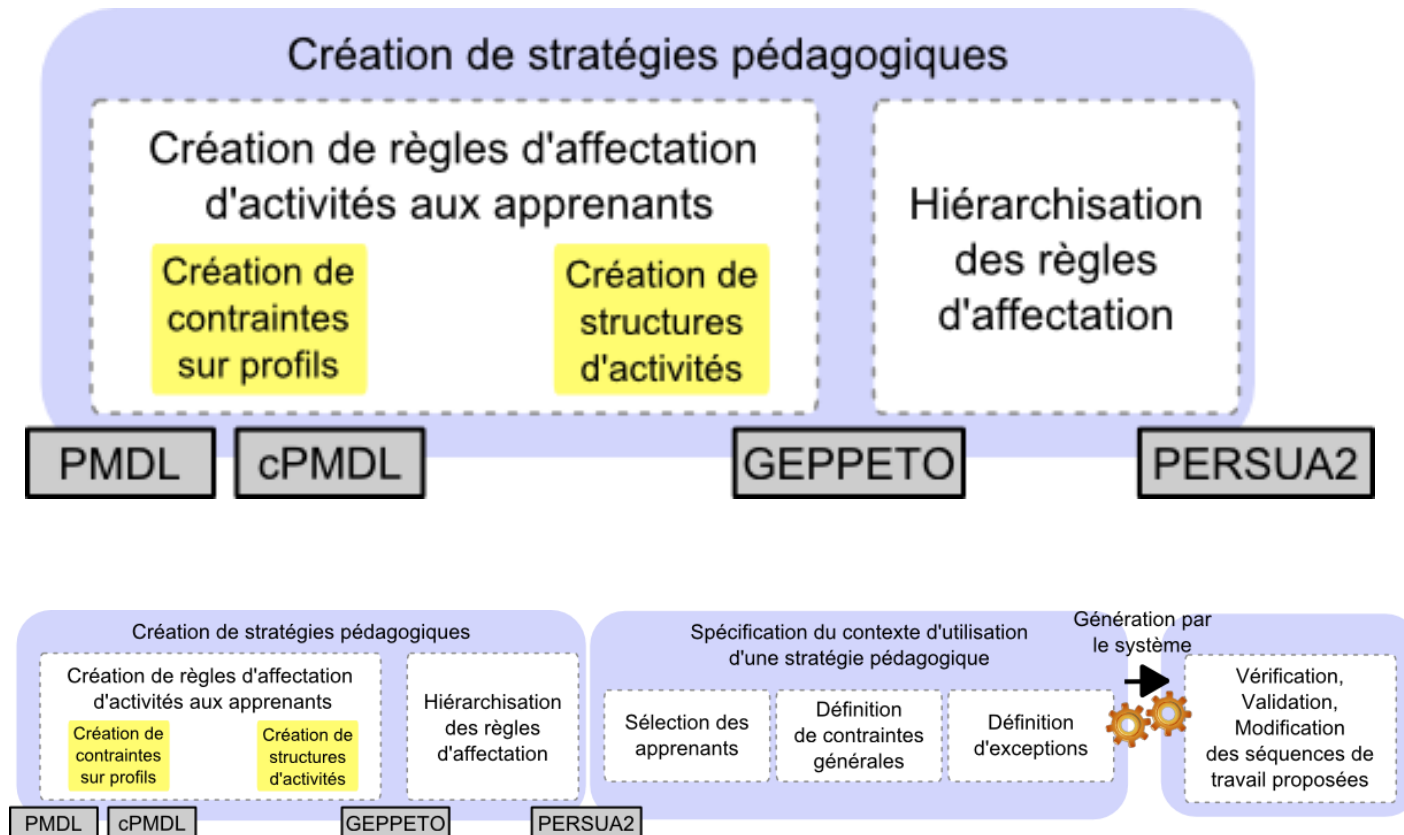 Création de stratégies pédagogiques
Création de règles d'affectation
d'activités aux apprenants
Création de
contraintes
sur profils
Création de
structures
d'activités
Hiérarchisation
des règles
d'affectation
PMDL
cPMDL
GEPPETO
PERSUA2
Création de stratégies pédagogiques
Création de règles d'affectation
d'activités aux apprenants
Création de
contraintes
sur profils
Création de
structures
d'activités
Hiérarchisation
des règles
d'affectation
PMDL
cPMDL
GEPPETO
PERSUA2
Spécification du contexte d'utilisation
d'une stratégie pédagogique
Sélection des
apprenants
Définition
de contraintes
générales
Définition
d'exceptions
Génération par
le système
Vérification,
Validation,
Modification
des séquences de
travail proposées